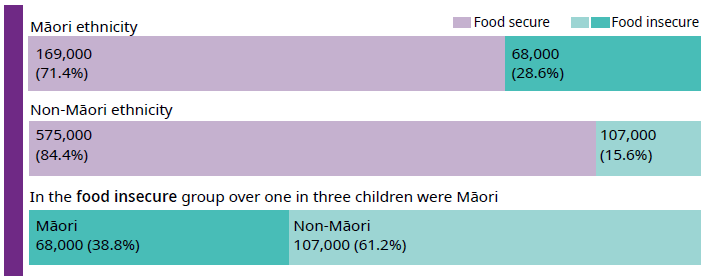 Māori ethnicity
Food secure
Food insecure
169,000
(71.4%)
68,000
(28.6%)
Non-Māori ethnicity
575,000
(84.4%)
107,000
(15.6%)
In the food insecure group over one in three children were Māori
Māori
68,000 (38.8%)
Non-Māori
107,000 (61.2%)